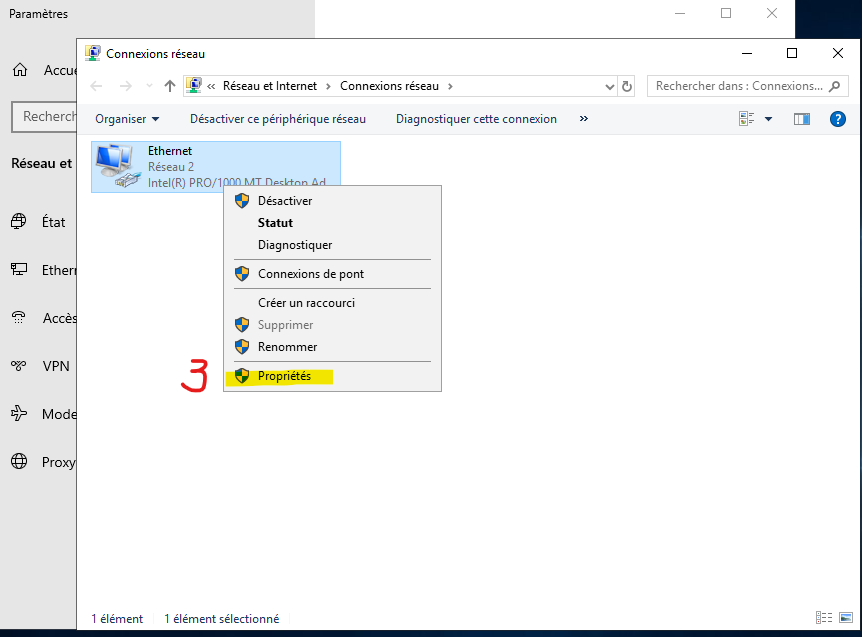 Paramètres
Connexions réseau
Accue
« Réseau et Internet > Connexions réseau >
Rechercher dans : Connexions...
Recherch
Organiser
Désactiver ce périphérique réseau
Diagnostiquer cette connexion
»
Réseau et
Ethernet
Réseau 2
Intel(R) PRO/1000 MT Desktop Ad...
Désactiver
État
Statut
Diagnostiquer
Ethern
Connexions de pont
Créer un raccourci
Accès
Supprimer
Renommer
VPN
3
Propriétés
Mode
Proxy
1 élément
1 élément sélectionné